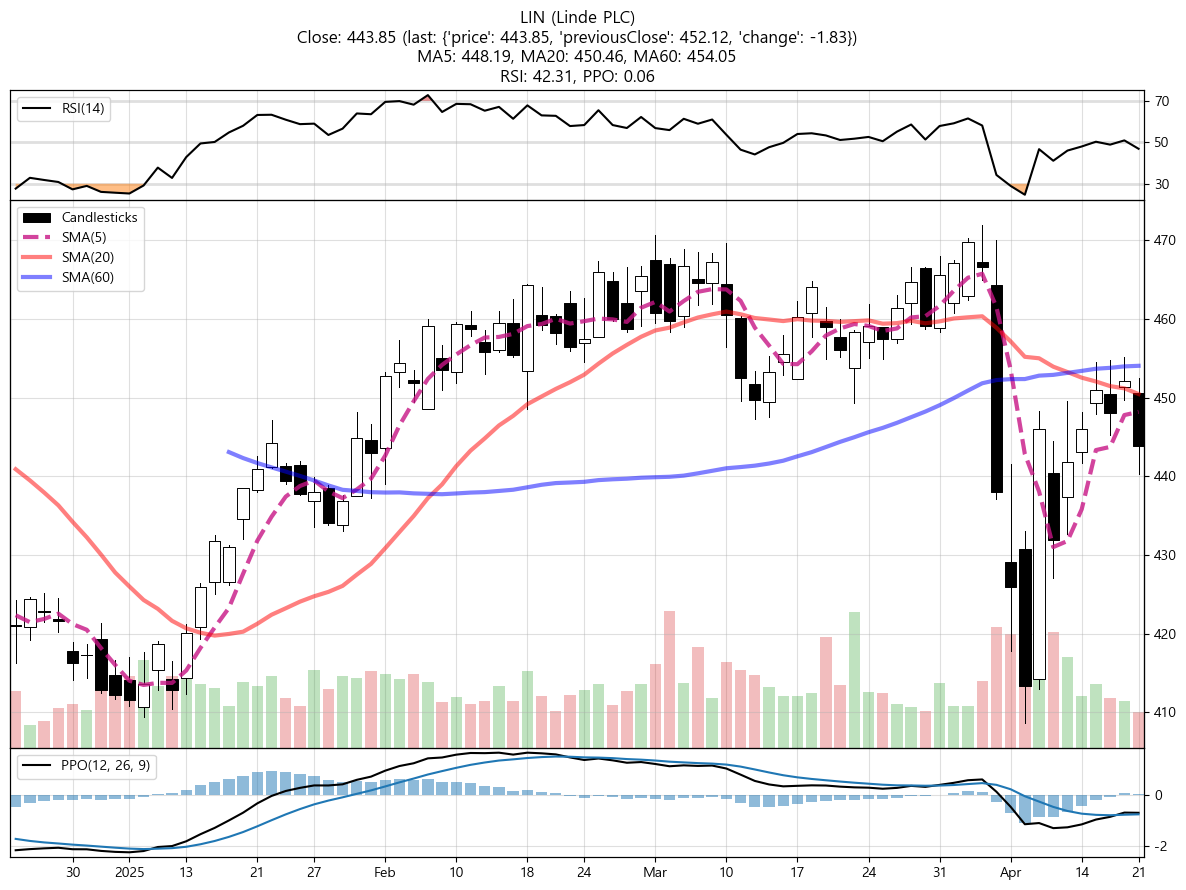 LIN (Linde PLC)
Close: 443.85 (last: {'price': 443.85, 'previousClose': 452.12, 'change': -1.83})
MA5: 448.19, MA20: 450.46, MA60: 454.05
RSI: 42.31, PPO: 0.06
RSI(14)
70
50
30
Candlesticks
SMA(5)
SMA(20)
SMA(60)
470
460
450
440
430
420
410
PPO(12, 26, 9)
0
-2
30 2025 13 21 27 Feb 10 18 24 Mar 10 17 24 31 Apr 14 21